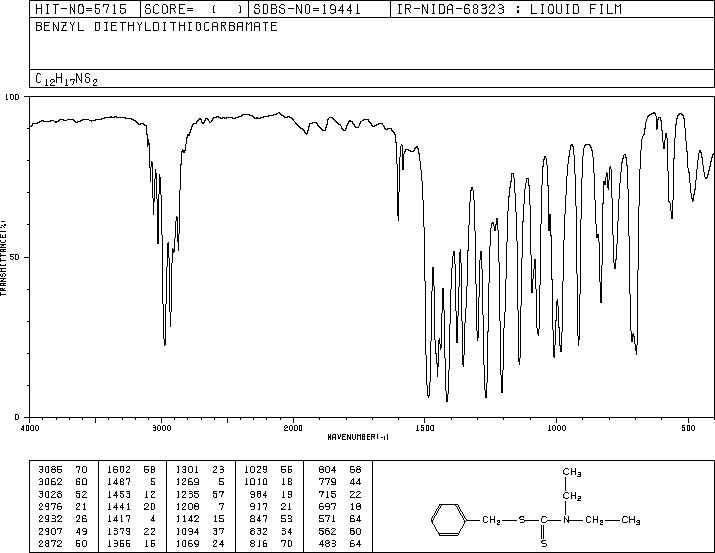 HIT-NO=5715 SCORE= ( ) SDBS-NO=19441 IR-NIDA-68323 : LIQUID FILM
BENZYL DIETHYLDITHIOCARBAMATE
C12H17NS2
100
50
0
TRANSMITTANCE(%)
4000 3000 2000 1500 1000 500
WAVENUMBER(-1)
3086 70 1602 58 1301 23 1029 55 804 68
3062 60 1487 5 1269 5 1010 18 779 44
3028 52 1453 12 1235 57 984 19 715 22
2976 21 1441 20 1208 7 917 21 697 18
2932 26 1417 4 1142 15 847 53 571 64
2907 49 1379 22 1094 37 832 34 562 60
2872 50 1355 15 1069 24 816 70 483 64
CH3
CH2
CH2 S C N CH2 CH3
S